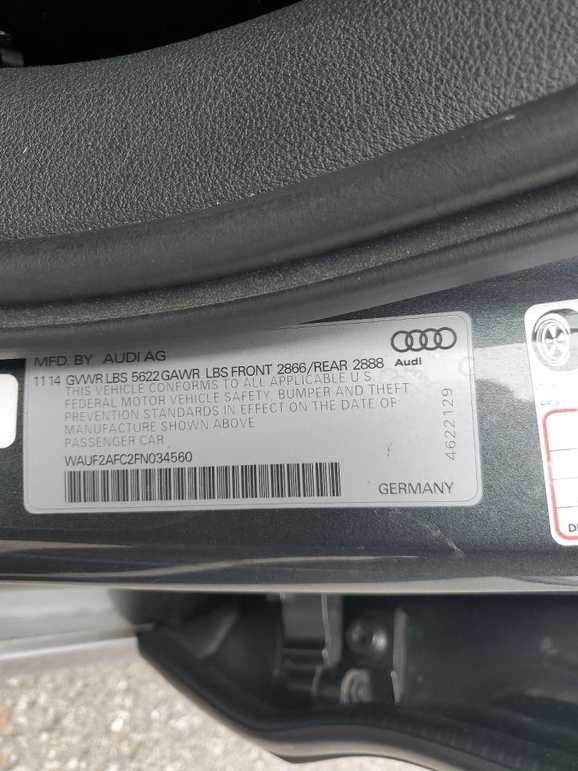 MFD. BY AUDI AG
Audi
11 14 GVWR LBS 5622 GAWR LBS FRONT 2866/REAR 2888
THIS VEHICLE CONFORMS TO ALL APPLICABLE U S
FEDERAL MOTOR VEHICLE SAFETY, BUMPER AND THEFT
PREVENTION STANDARDS IN EFFECT ON THE DATE OF
MANUFACTURE SHOWN ABOVE
PASSENGER CAR
WAUF2AFC2FN034560
GERMANY
4622129